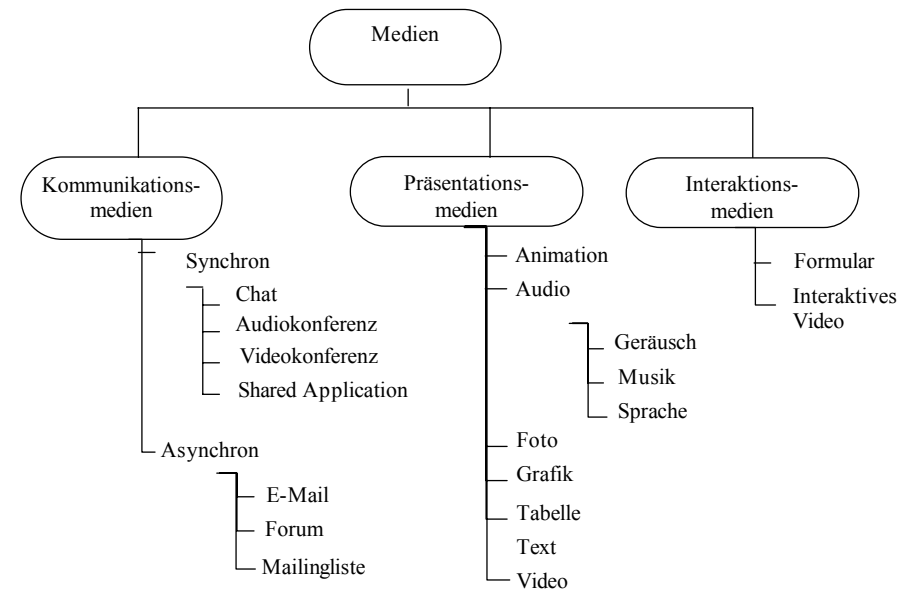 Medien
Kommunikations-
medien
Synchron
Chat
Audiokonferenz
Videokonferenz
Shared Application
Asynchron
E-Mail
Forum
Mailingliste
Präsentations-
medien
Animation
Audio
Geräusch
Musik
Sprache
Foto
Grafik
Tabelle
Text
Video
Interaktions-
medien
Formular
Interaktives
Video